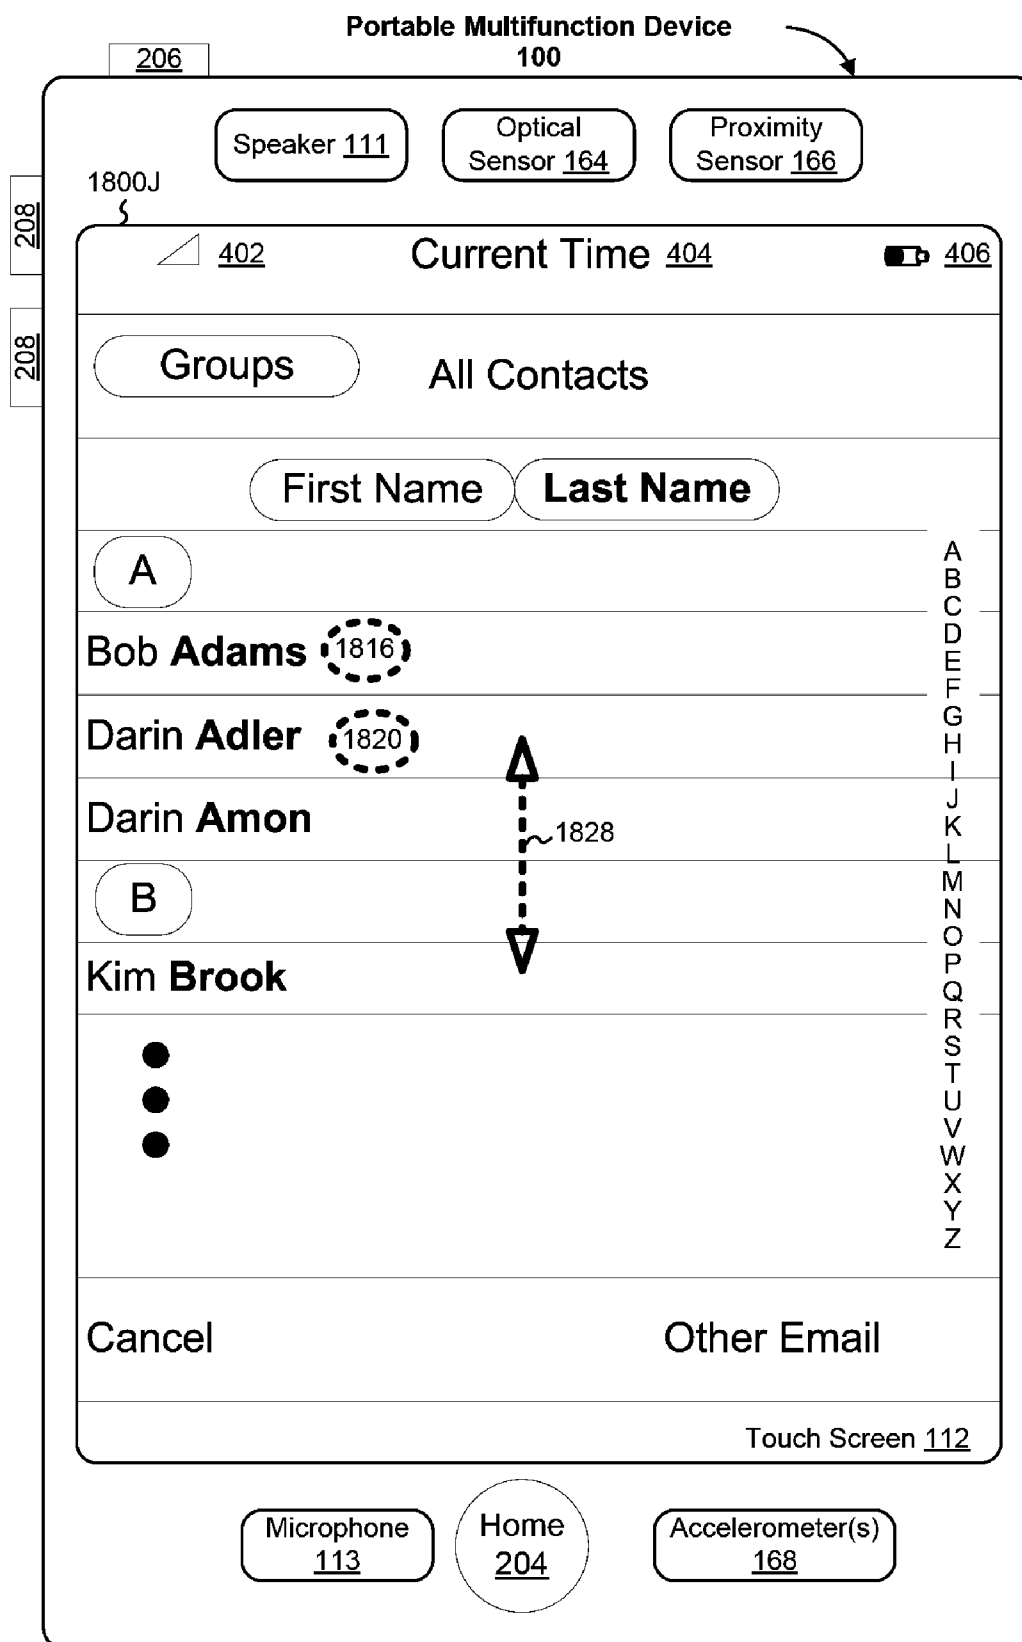 Portable Multifunction Device
100
206
Speaker 111
Optical
Sensor 164
Proximity
Sensor 166
1800J
208
208
402
Current Time 404
406
Groups
All Contacts
First Name
Last Name
A
Bob Adams
1816
Darin Adler
1820
Darin Amon
1828
B
Kim Brook
A
B
C
D
E
F
G
H
I
J
K
L
M
N
O
P
Q
R
S
T
U
V
W
X
Y
Z
Cancel
Other Email
Touch Screen 112
Microphone
113
Home
204
Accelerometer(s)
168